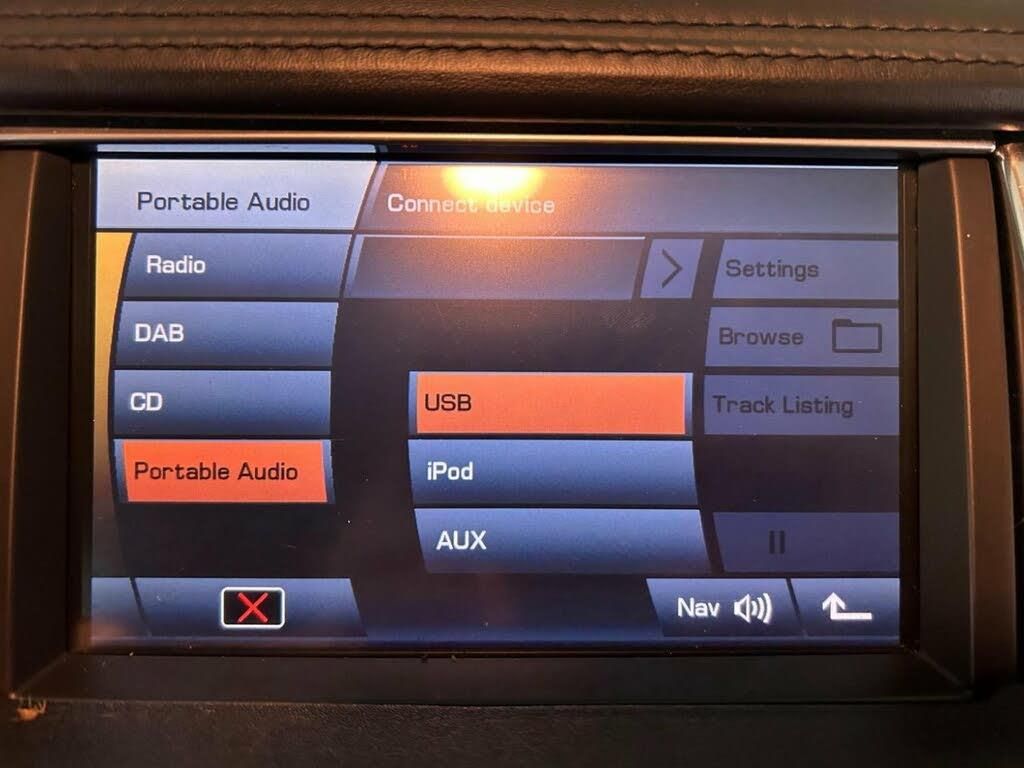 Portable Audio
Connect device
Radio
Settings
DAB
Browse
CD
USB
Track Listing
Portable Audio
iPod
AUX
Nav